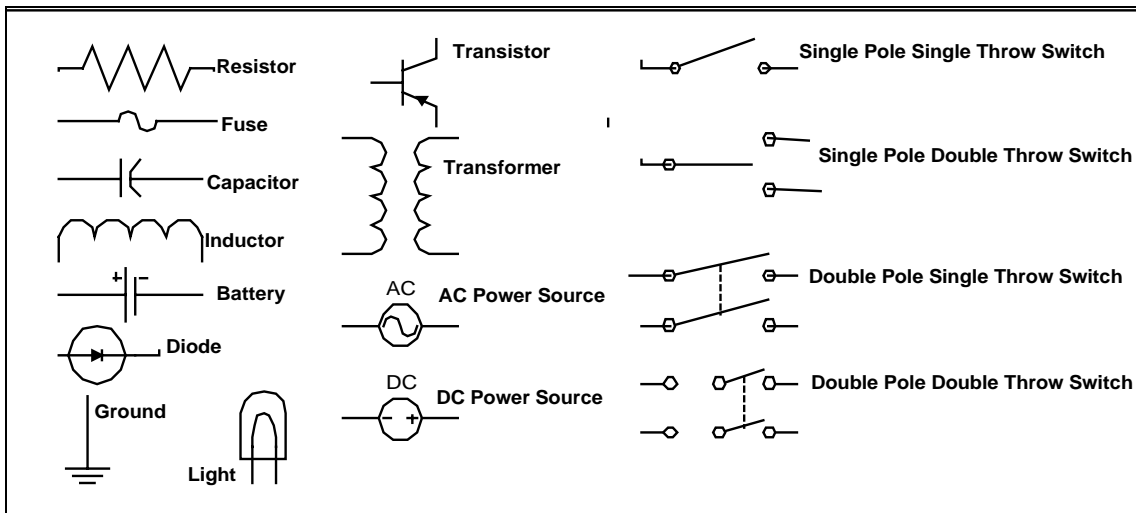 Resistor
Fuse
Capacitor
Inductor
+ -
Battery
Diode
Ground
Light
Transistor
Transformer
AC
AC Power Source
DC
- +
DC Power Source
Single Pole Single Throw Switch
Single Pole Double Throw Switch
Double Pole Single Throw Switch
Double Pole Double Throw Switch